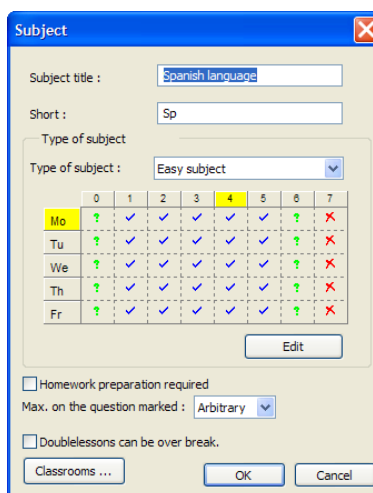 Subject
Subject title : Spanish language
Short : Sp
Type of subject
Type of subject : Easy subject
0 1 2 3 4 5 6 7
Mo ? ✓ ✓ ✓ ✓ ✓ ? ✗
Tu ? ✓ ✓ ✓ ✓ ✓ ? ✗
We ? ✓ ✓ ✓ ✓ ✓ ? ✗
Th ? ✓ ✓ ✓ ✓ ✓ ? ✗
Fr ? ✓ ✓ ✓ ✓ ✓ ? ✗
Edit
Homework preparation required
Max. on the question marked : Arbitrary
Doublelessons can be over break.
Classrooms ... OK Cancel